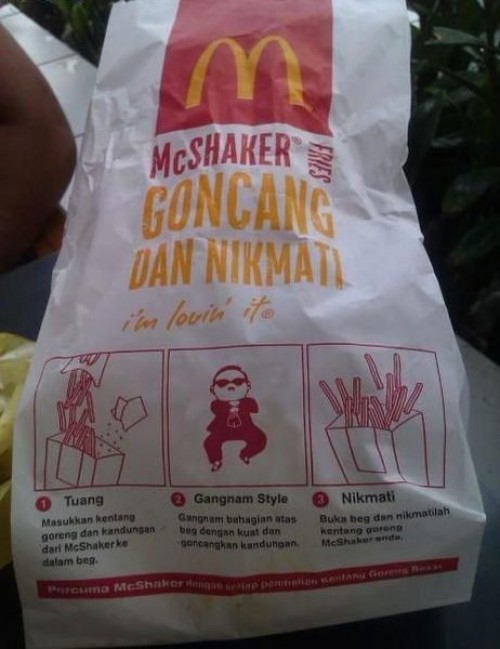 McSHAKER® FRIES
GONCANG
DAN NIKMATI
i'm lovin' it®
1 Tuang
Masukkan kentang
goreng dan kandungan
dari McShaker ke
dalam beg.
2 Gangnam Style
Gangnam bahagian atas
beg dengan kuat dan
goncangkan kandungan.
3 Nikmati
Buka beg dan nikmatilah
kentang goreng
McShaker anda.
Percuma McShaker dengan setiap pembelian Kentang Goreng Besar.